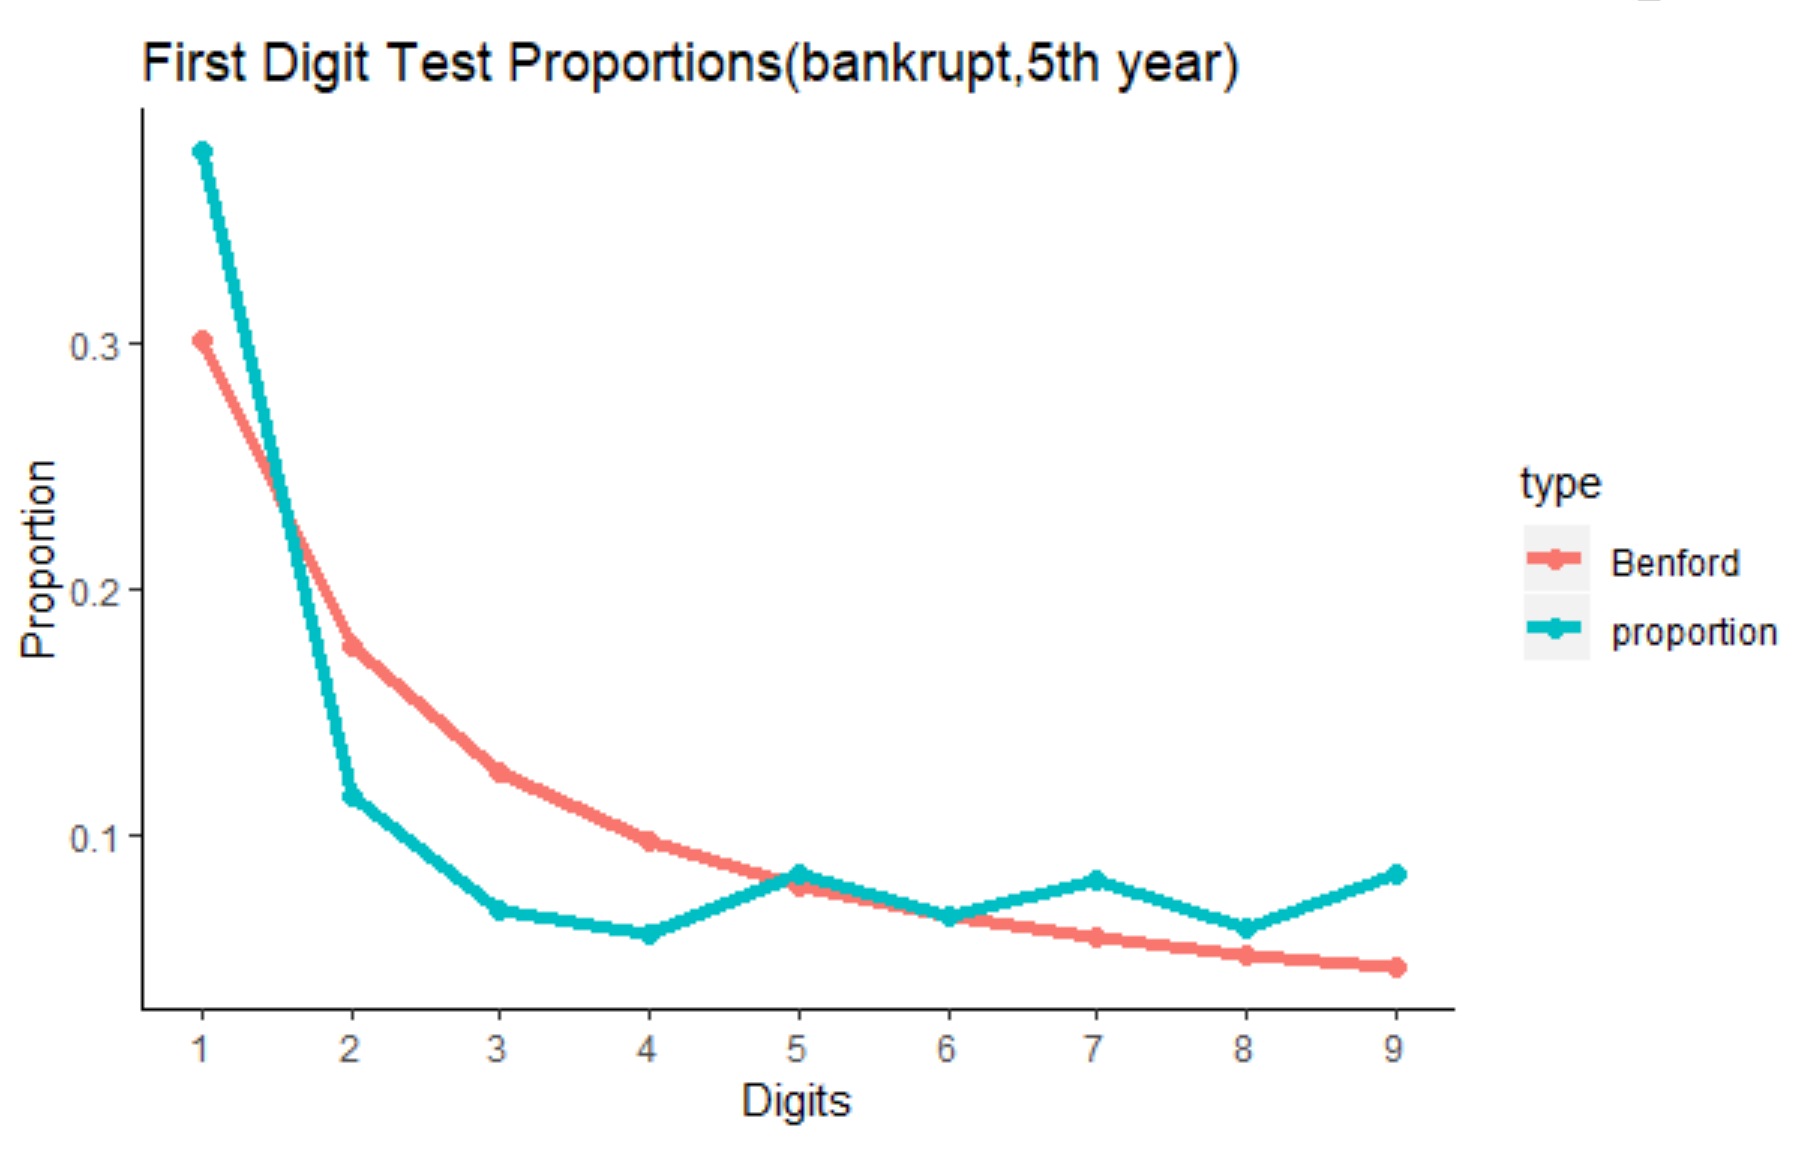 First Digit Test Proportions(bankrupt,5th year)
Proportion
0.3
0.2
0.1
1 2 3 4 5 6 7 8 9
Digits
type
Benford
proportion